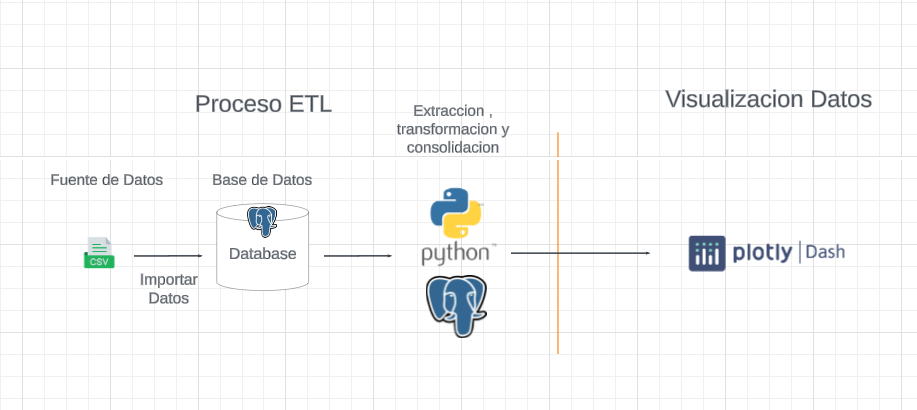 Proceso ETL
Visualizacion Datos
Extraccion ,
transformacion y
consolidacion
Fuente de Datos
Base de Datos
Database
CSV
Importar
Datos
python™
plotly | Dash